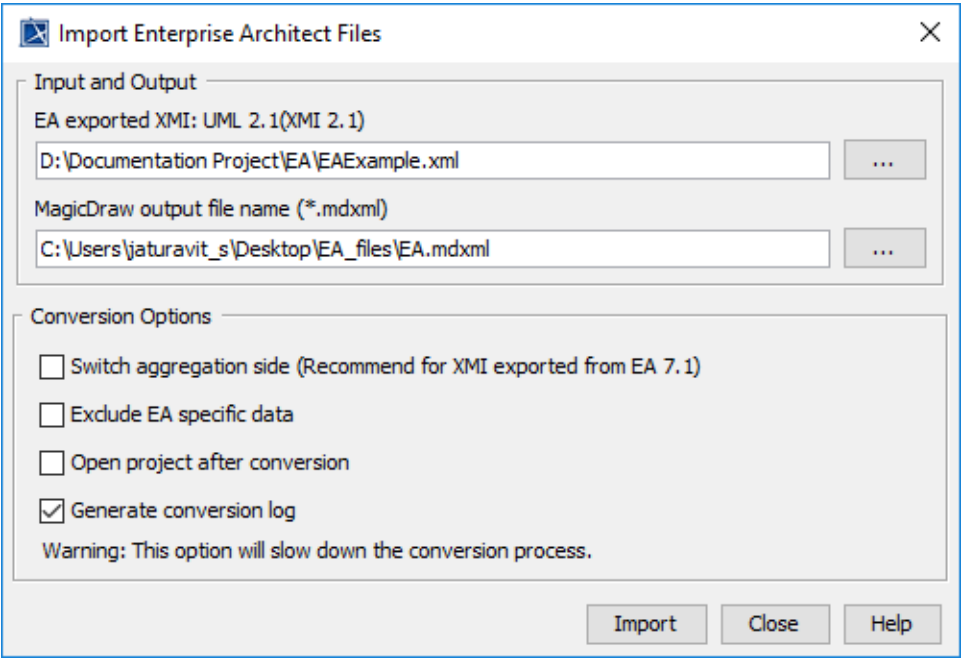 Import Enterprise Architect Files
Input and Output
EA exported XMI: UML 2.1(XMI 2.1)
D:\Documentation Project\EA\EAExample.xml
...
MagicDraw output file name (*.mdxml)
C:\Users\jaturavit_s\Desktop\EA_files\EA.mdxml
...
Conversion Options
Switch aggregation side (Recommend for XMI exported from EA 7.1)
Exclude EA specific data
Open project after conversion
Generate conversion log
Warning: This option will slow down the conversion process.
Import
Close
Help